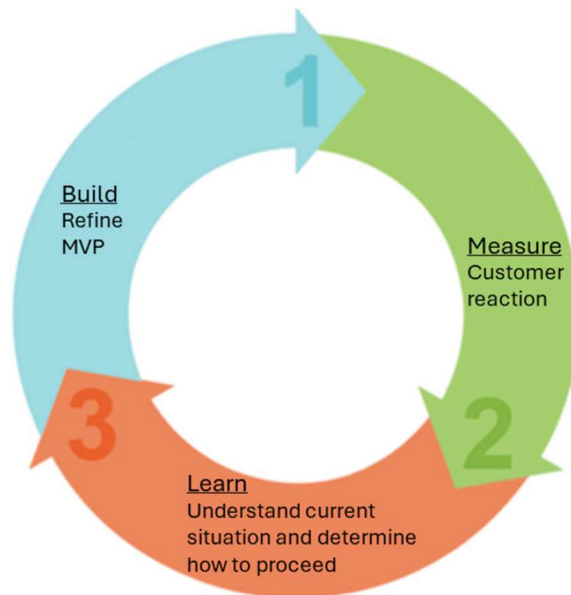 1
Build
Refine
MVP
Measure
Customer
reaction
2
3
Learn
Understand current
situation and determine
how to proceed